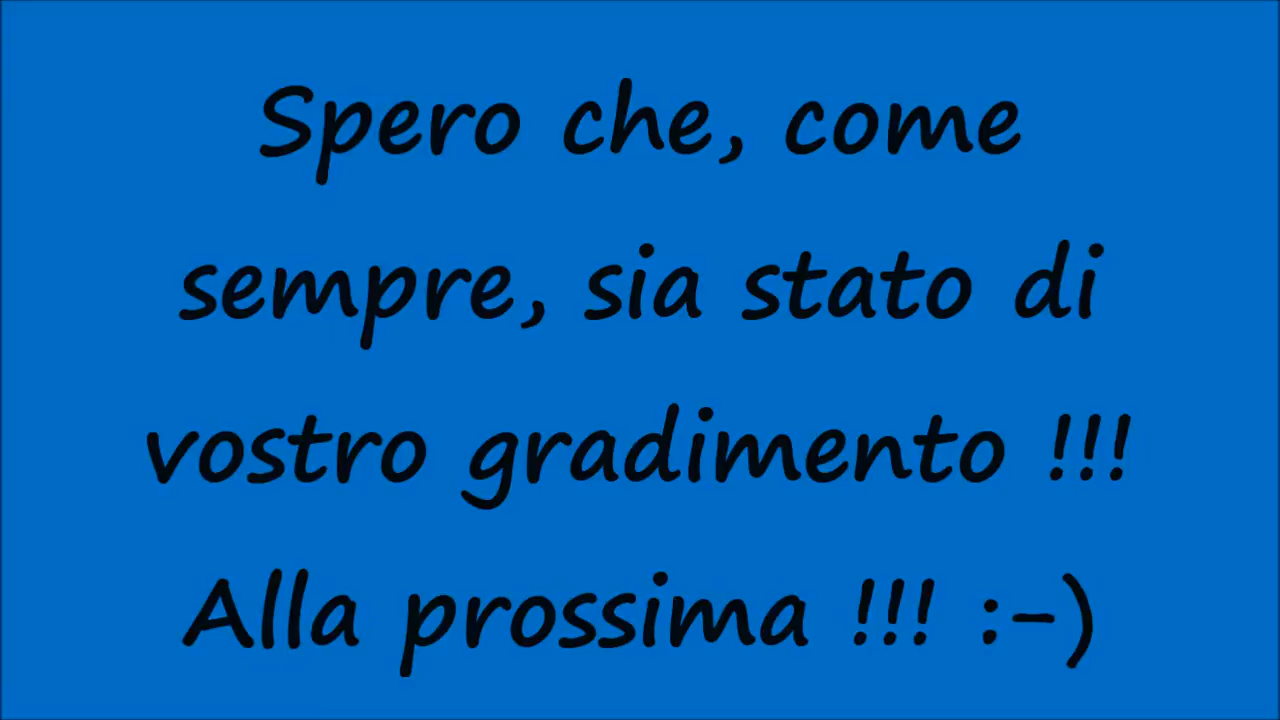 Spero che, come
sempre, sia stato di
vostro gradimento !!!
Alla prossima !!! :-)